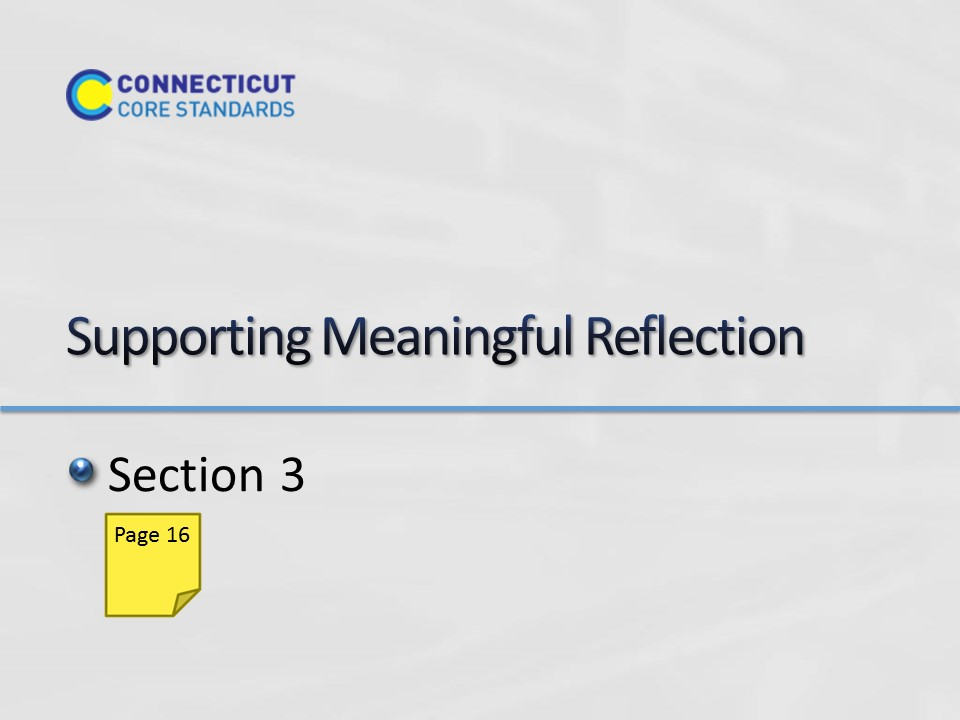 CONNECTICUT
CORE STANDARDS
Supporting Meaningful Reflection
Section 3
Page 16